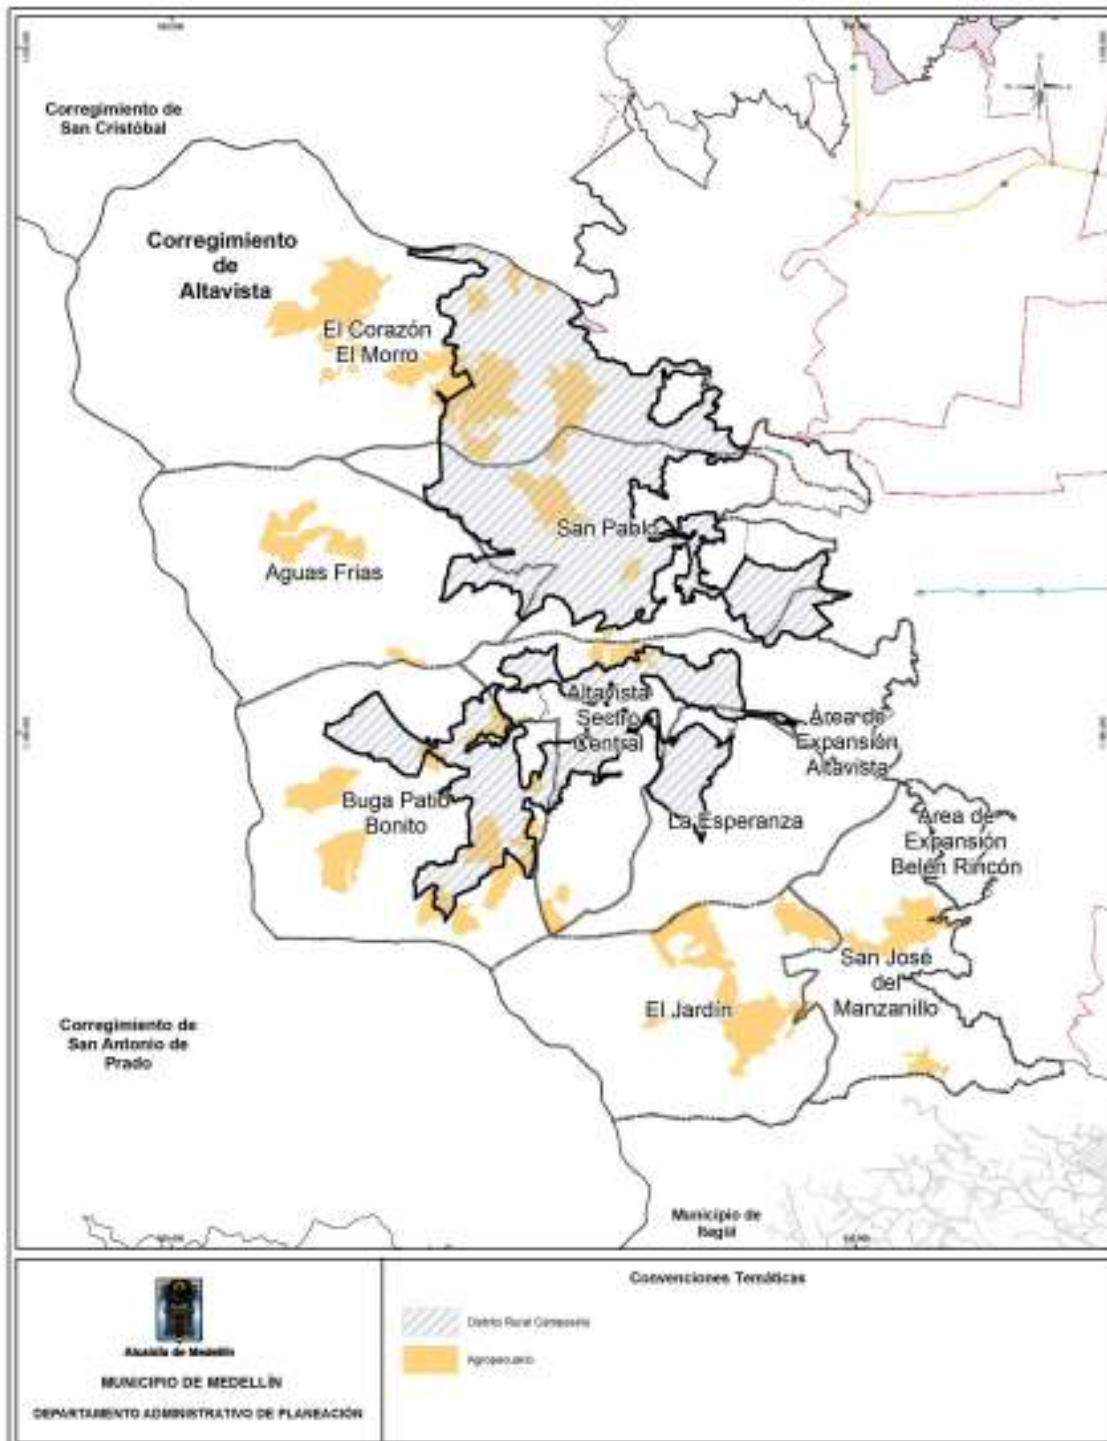 Corregimiento de
San Cristóbal
Corregimiento
de
Altavista
El Corazón
El Morro
San Pablo
Aguas Frias
Altavista
Sector
Central
Área de
Expansión
Altavista
Buga Patio
Bonito
La Esperanza
Área de
Expansión
Belén Rincón
San José
del
Manzanillo
El Jardín
Corregimiento de
San Antonio de
Prado
Municipio de
Itagüí
Convenciones Temáticas
Distrito Rural Campesino
Agropecuario
Alcaldía de Medellín
MUNICIPIO DE MEDELLÍN
DEPARTAMENTO ADMINISTRATIVO DE PLANEACIÓN